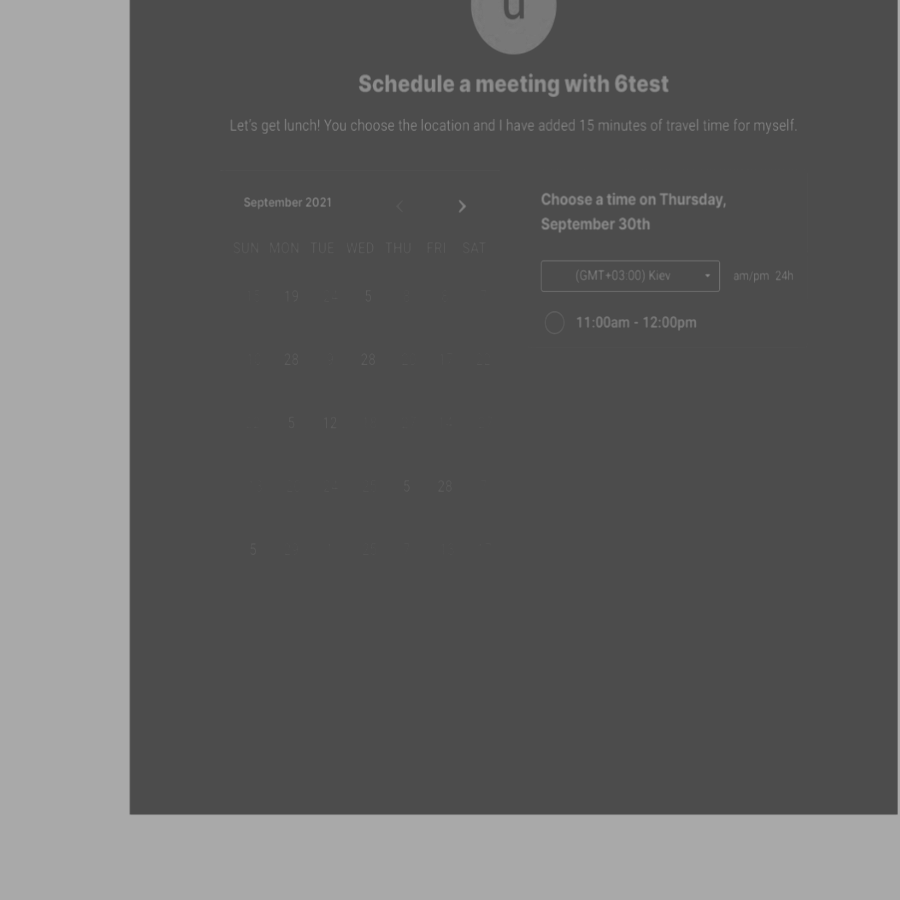 u
Schedule a meeting with 6test
Let's get lunch! You choose the location and I have added 15 minutes of travel time for myself.
September 2021
SUN MON TUE WED THU FRI SAT
19 5
28 28
5 12
5 28
5
Choose a time on Thursday,
September 30th
(GMT+03:00) Kiev am/pm 24h
11:00am - 12:00pm